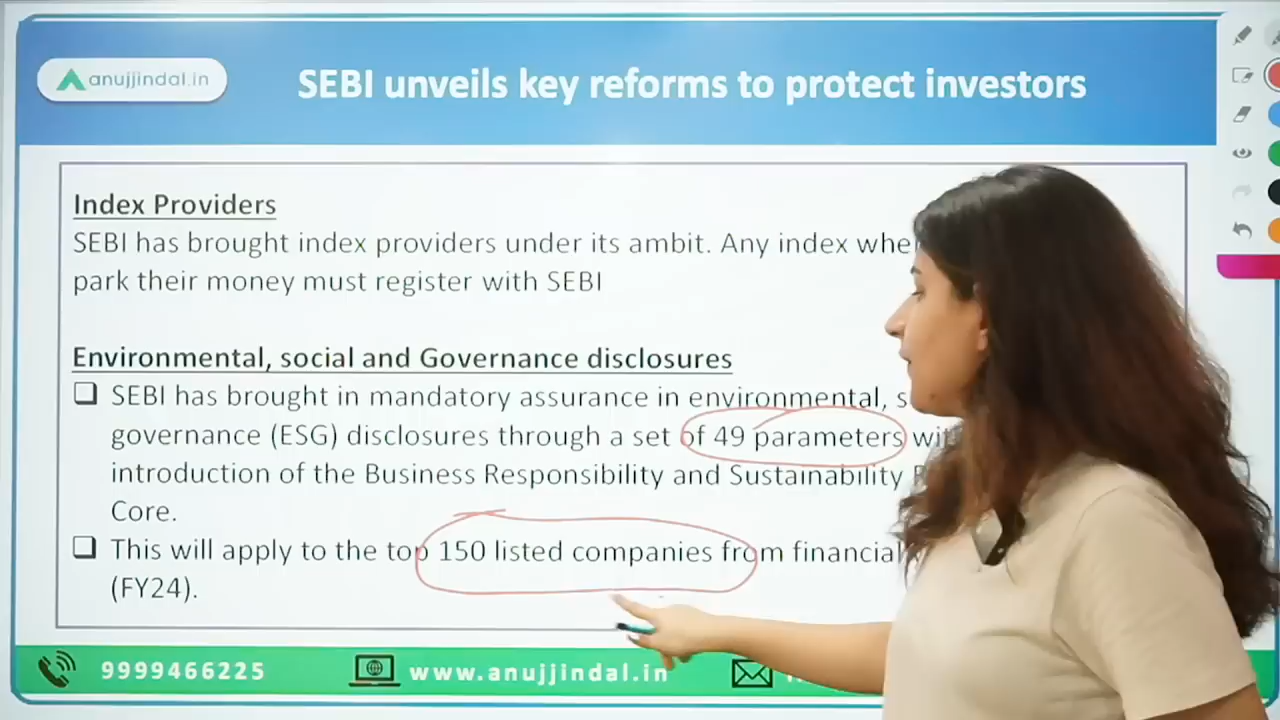 anujjindal.in
SEBI unveils key reforms to protect investors
Index Providers
SEBI has brought index providers under its ambit. Any index
park their money must register with SEBI
Environmental, social and Governance disclosures
❑ SEBI has brought in mandatory assurance in environmental,
governance (ESG) disclosures through a set of 49 parameters
introduction of the Business Responsibility and Sustainability
Core.
❑ This will apply to the top 150 listed companies from financial
(FY24).
9999466225
www.anujjindal.in